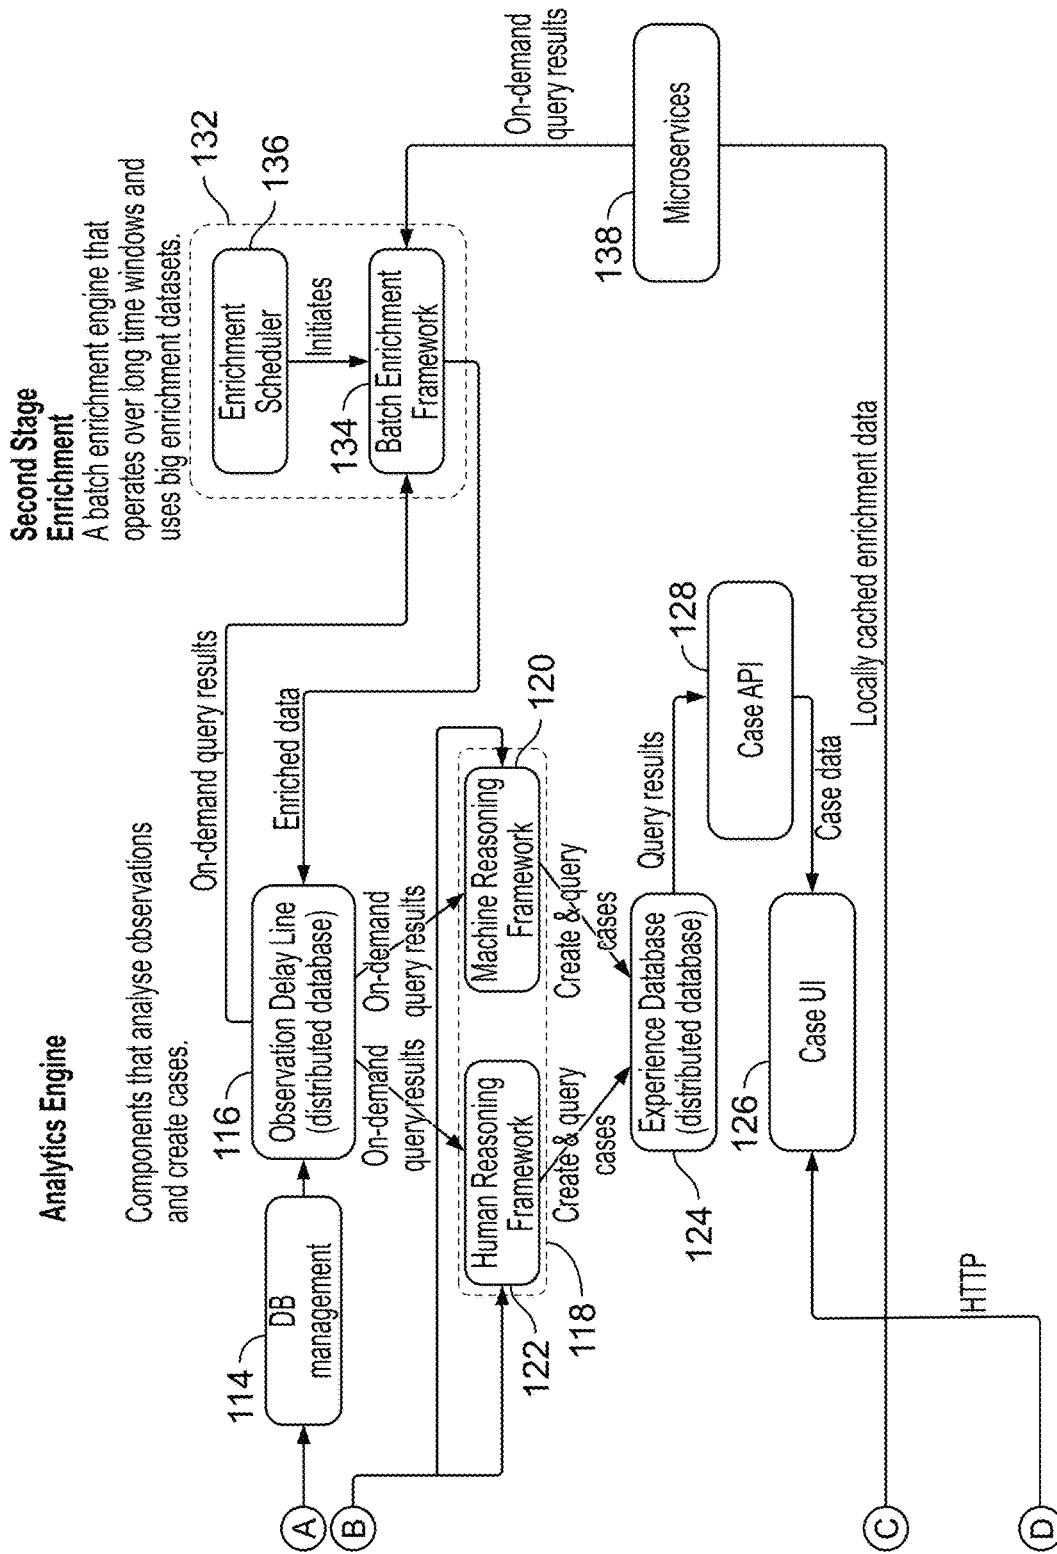 Analytics Engine
Components that analyse observations
and create cases.
Second Stage
Enrichment
A batch enrichment engine that
operates over long time windows and
uses big enrichment datasets.
132
A
B
114
DB
management
116
Observation Delay Line
(distributed database)
On-demand query results
Enriched data
Enrichment
Scheduler
136
Initiates
134
Batch Enrichment
Framework
On-demand
query results
On-demand
query results
122
Human Reasoning
Framework
118
Machine Reasoning
Framework
120
Create & query
cases
Create & query
cases
124
Experience Database
(distributed database)
Query results
128
Case API
Case data
126
Case UI
On-demand
query results
138
Microservices
C
Locally cached enrichment data
HTTP
D